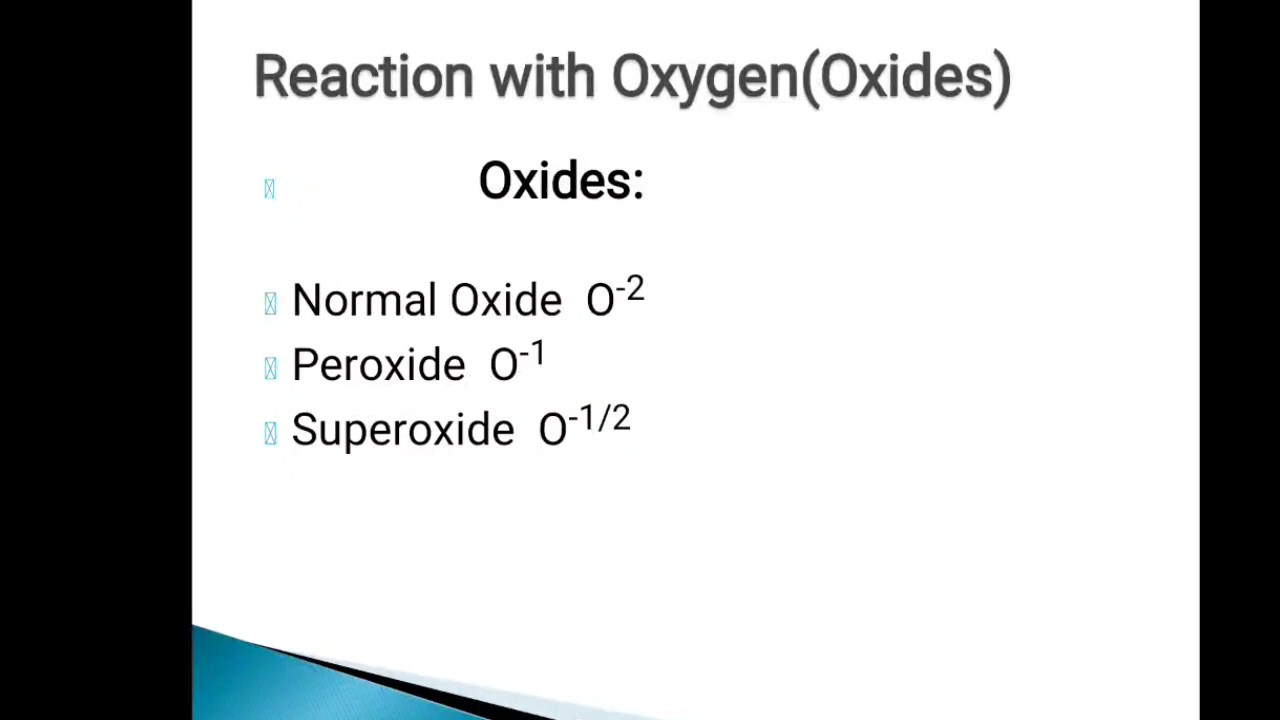 Reaction with Oxygen(Oxides)
Oxides:
Normal Oxide O⁻²
Peroxide O⁻¹
Superoxide O⁻¹/²